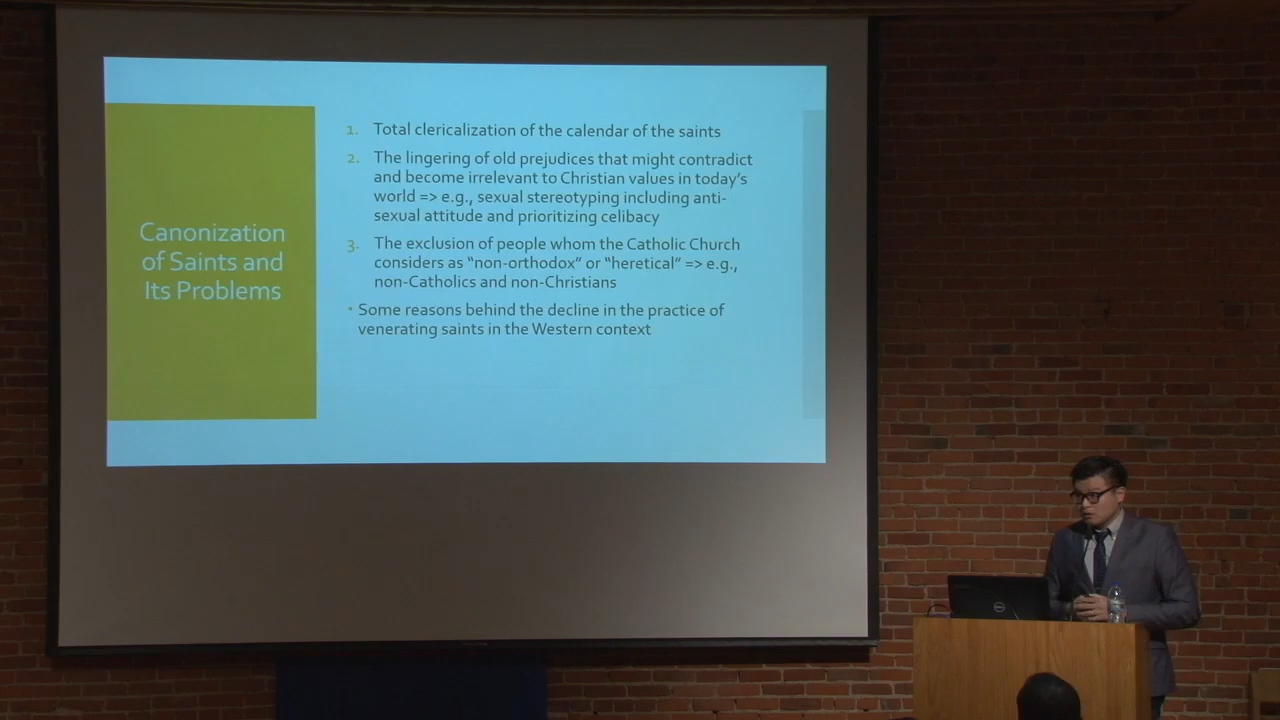 Canonization
of Saints and
Its Problems
1. Total clericalization of the calendar of the saints
2. The lingering of old prejudices that might contradict
and become irrelevant to Christian values in today's
world => e.g., sexual stereotyping including anti-
sexual attitude and prioritizing celibacy
3. The exclusion of people whom the Catholic Church
considers as "non-orthodox" or "heretical" => e.g.,
non-Catholics and non-Christians
• Some reasons behind the decline in the practice of
venerating saints in the Western context
DELL